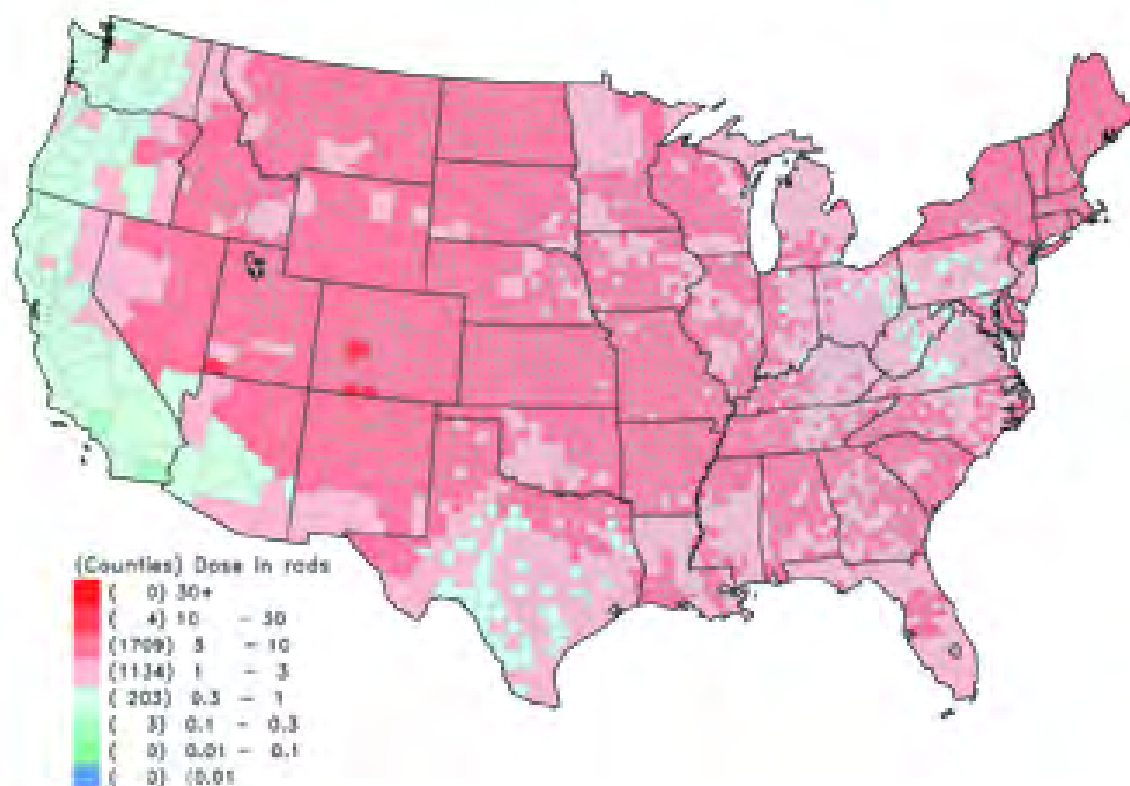 (Counties) Dose in rads
( 0) 30+
( 4) 10 - 30
(1709) 3 - 10
(1134) 1 - 3
( 203) 0.3 - 1
( 3) 0.1 - 0.3
( 0) 0.01 - 0.1
( 0) <0.01